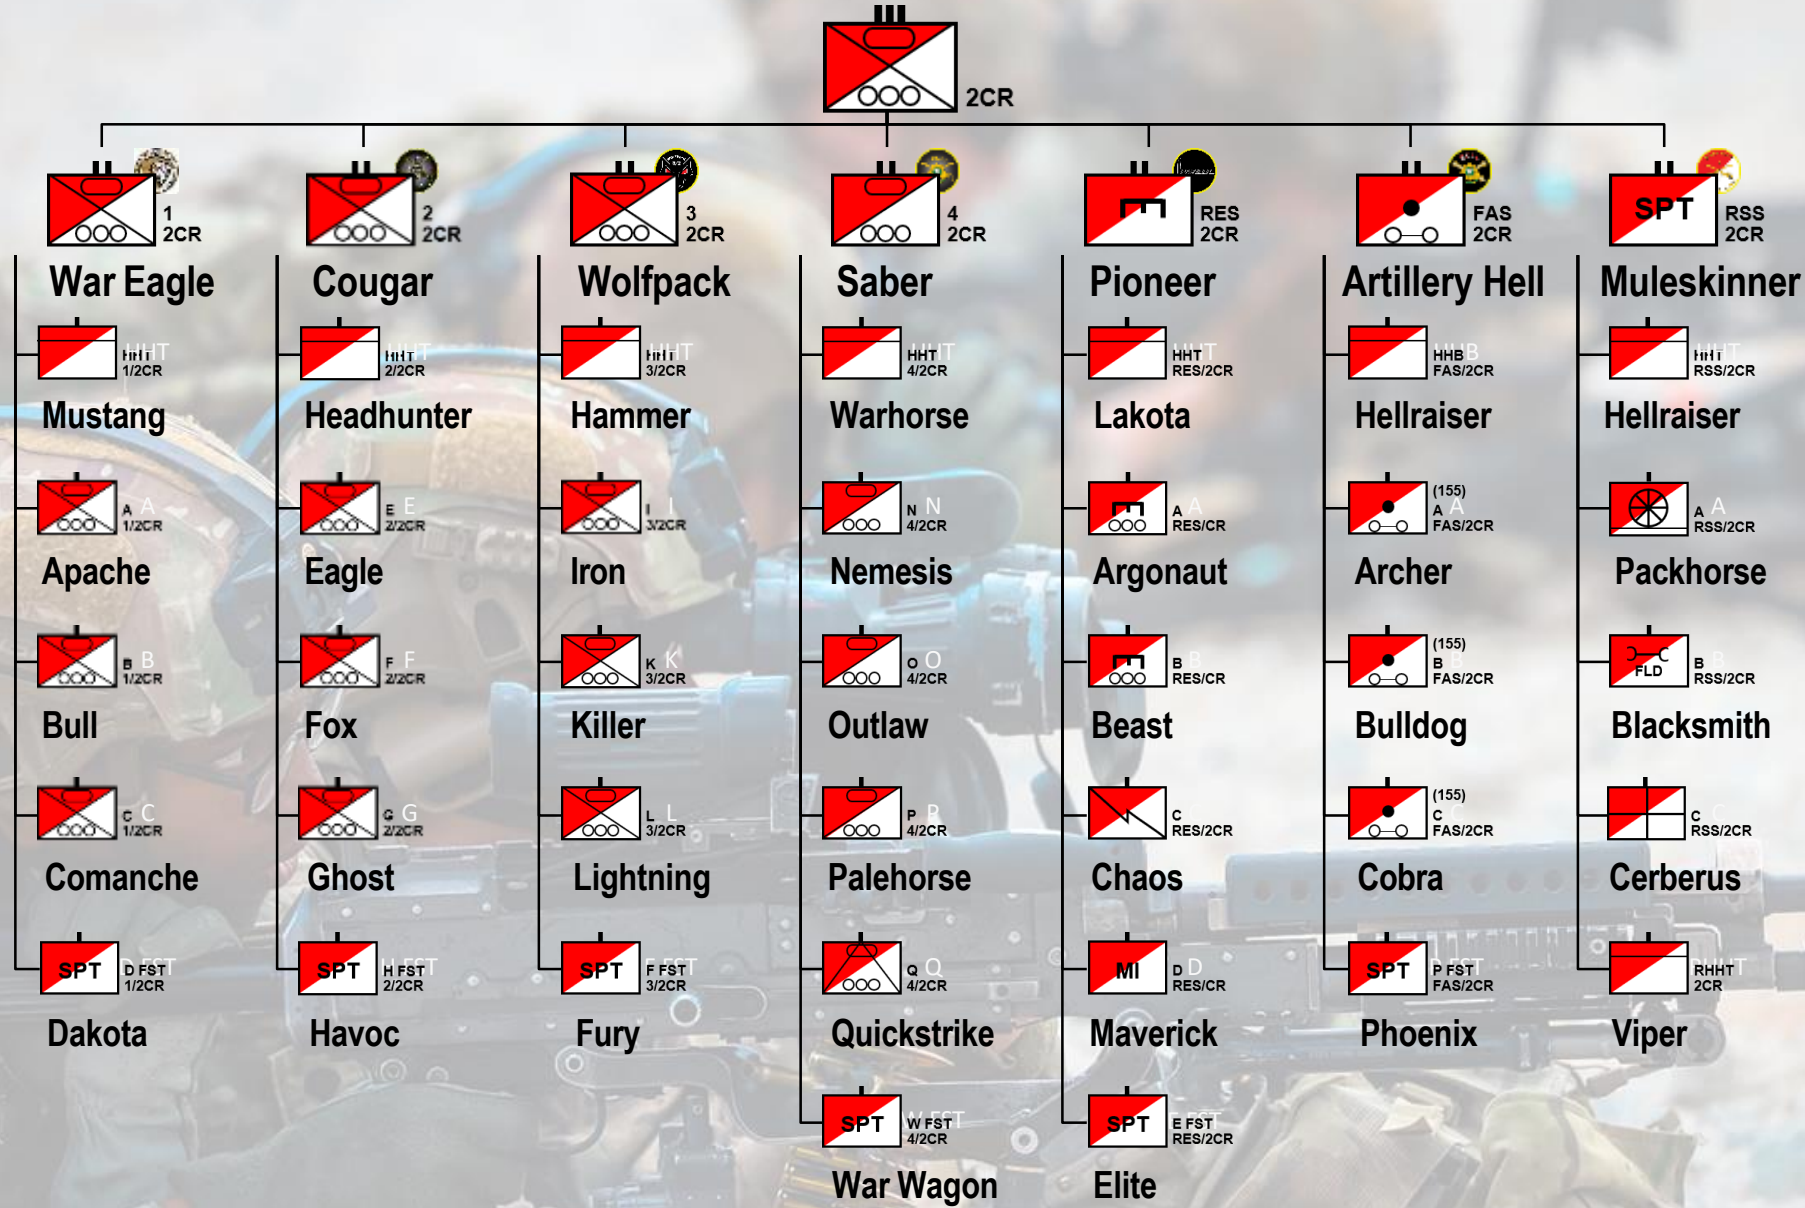 2CR
1
2CR
War Eagle
HHT
1/2CR
Mustang
A
1/2CR
Apache
B
1/2CR
Bull
C
1/2CR
Comanche
SPT
D FST
1/2CR
Dakota
2
2CR
Cougar
HHT
2/2CR
Headhunter
E
2/2CR
Eagle
F
2/2CR
Fox
G
2/2CR
Ghost
SPT
H FST
2/2CR
Havoc
3
2CR
Wolfpack
HHT
3/2CR
Hammer
I
3/2CR
Iron
K
3/2CR
Killer
L
3/2CR
Lightning
SPT
F FST
3/2CR
Fury
4
2CR
Saber
HHT
4/2CR
Warhorse
N
4/2CR
Nemesis
O
4/2CR
Outlaw
P
4/2CR
Palehorse
Q
4/2CR
Quickstrike
SPT
W FST
4/2CR
War Wagon
RES
2CR
Pioneer
HHT
RES/2CR
Lakota
A
RES/CR
Argonaut
B
RES/CR
Beast
C
RES/2CR
Chaos
MI
D
RES/CR
Maverick
SPT
E FST
RES/2CR
Elite
FAS
2CR
Artillery Hell
HHB
FAS/2CR
Hellraiser
(155)
A
FAS/2CR
Archer
(155)
B
FAS/2CR
Bulldog
(155)
C
FAS/2CR
Cobra
SPT
P FST
FAS/2CR
Phoenix
SPT
RSS
2CR
Muleskinner
HHT
RSS/2CR
Hellraiser
A
RSS/2CR
Packhorse
FLD
B
RSS/2CR
Blacksmith
C
RSS/2CR
Cerberus
RHHT
2CR
Viper